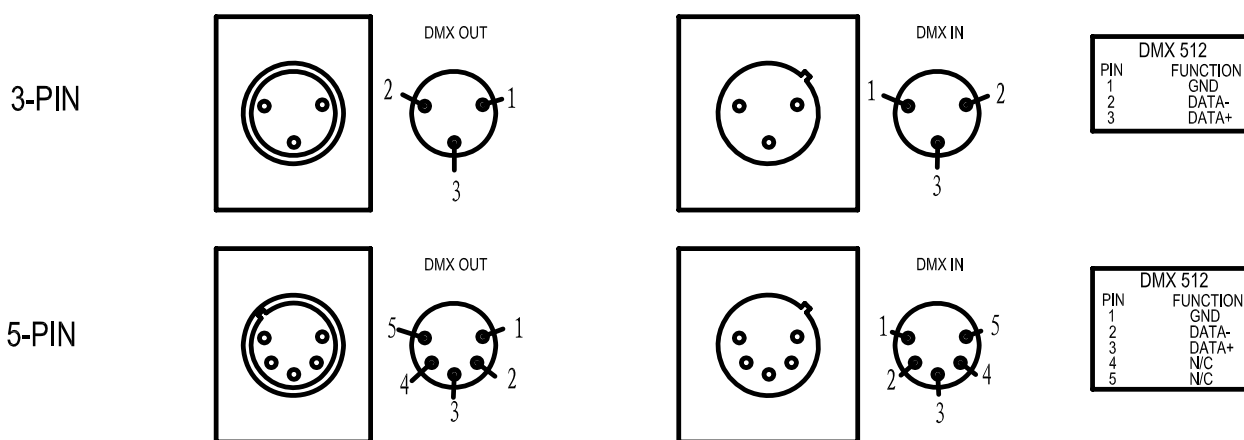 3-PIN
DMX OUT
2
1
3
DMX IN
1
2
3
DMX 512
PIN FUNCTION
1 GND
2 DATA-
3 DATA+
5-PIN
DMX OUT
5
1
4
2
3
DMX IN
1
5
2
4
3
DMX 512
PIN FUNCTION
1 GND
2 DATA-
3 DATA+
4 N/C
5 N/C